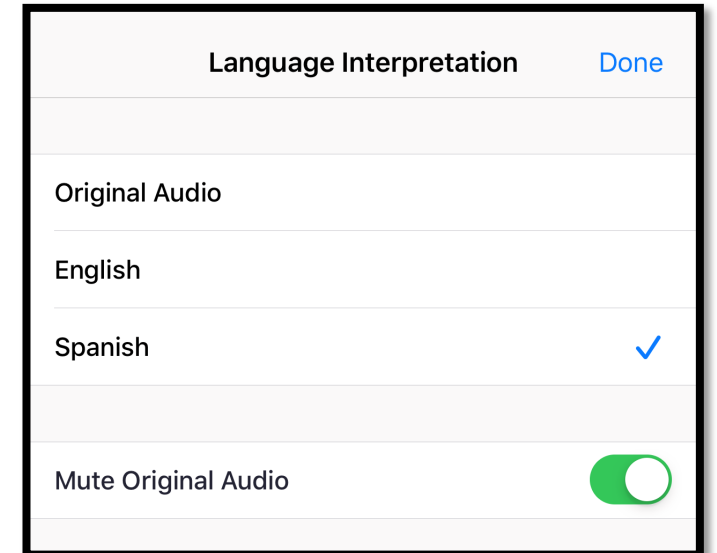 Language Interpretation Done
Original Audio
English
Spanish
Mute Original Audio